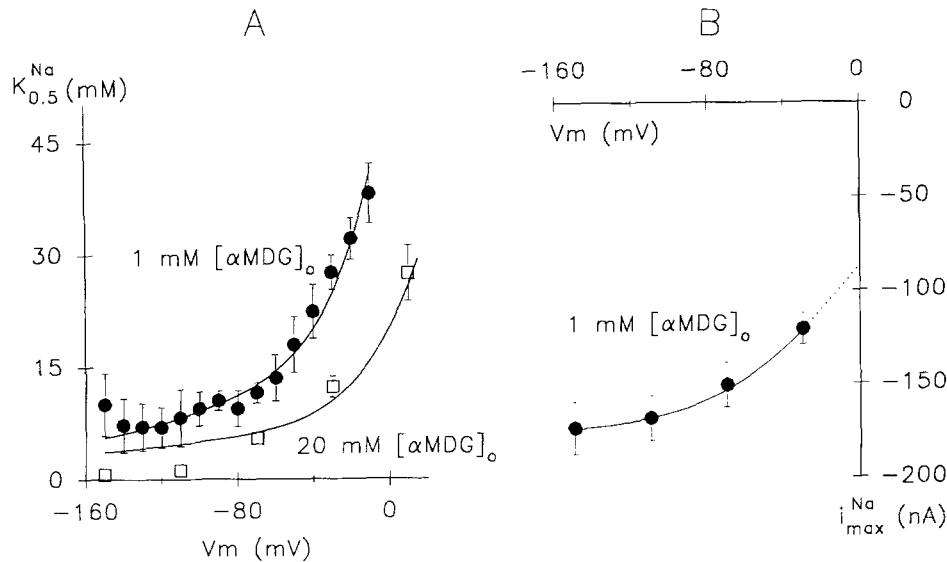 A
K₀.₅ᴺᵃ (mM)
45
30
15
0
1 mM [αMDG]ₒ
20 mM [αMDG]ₒ
−160 −80 0
Vm (mV)
B
−160 −80 0
Vm (mV)
0
−50
−100
−150
−200
1 mM [αMDG]ₒ
iₘₐₓᴺᵃ (nA)